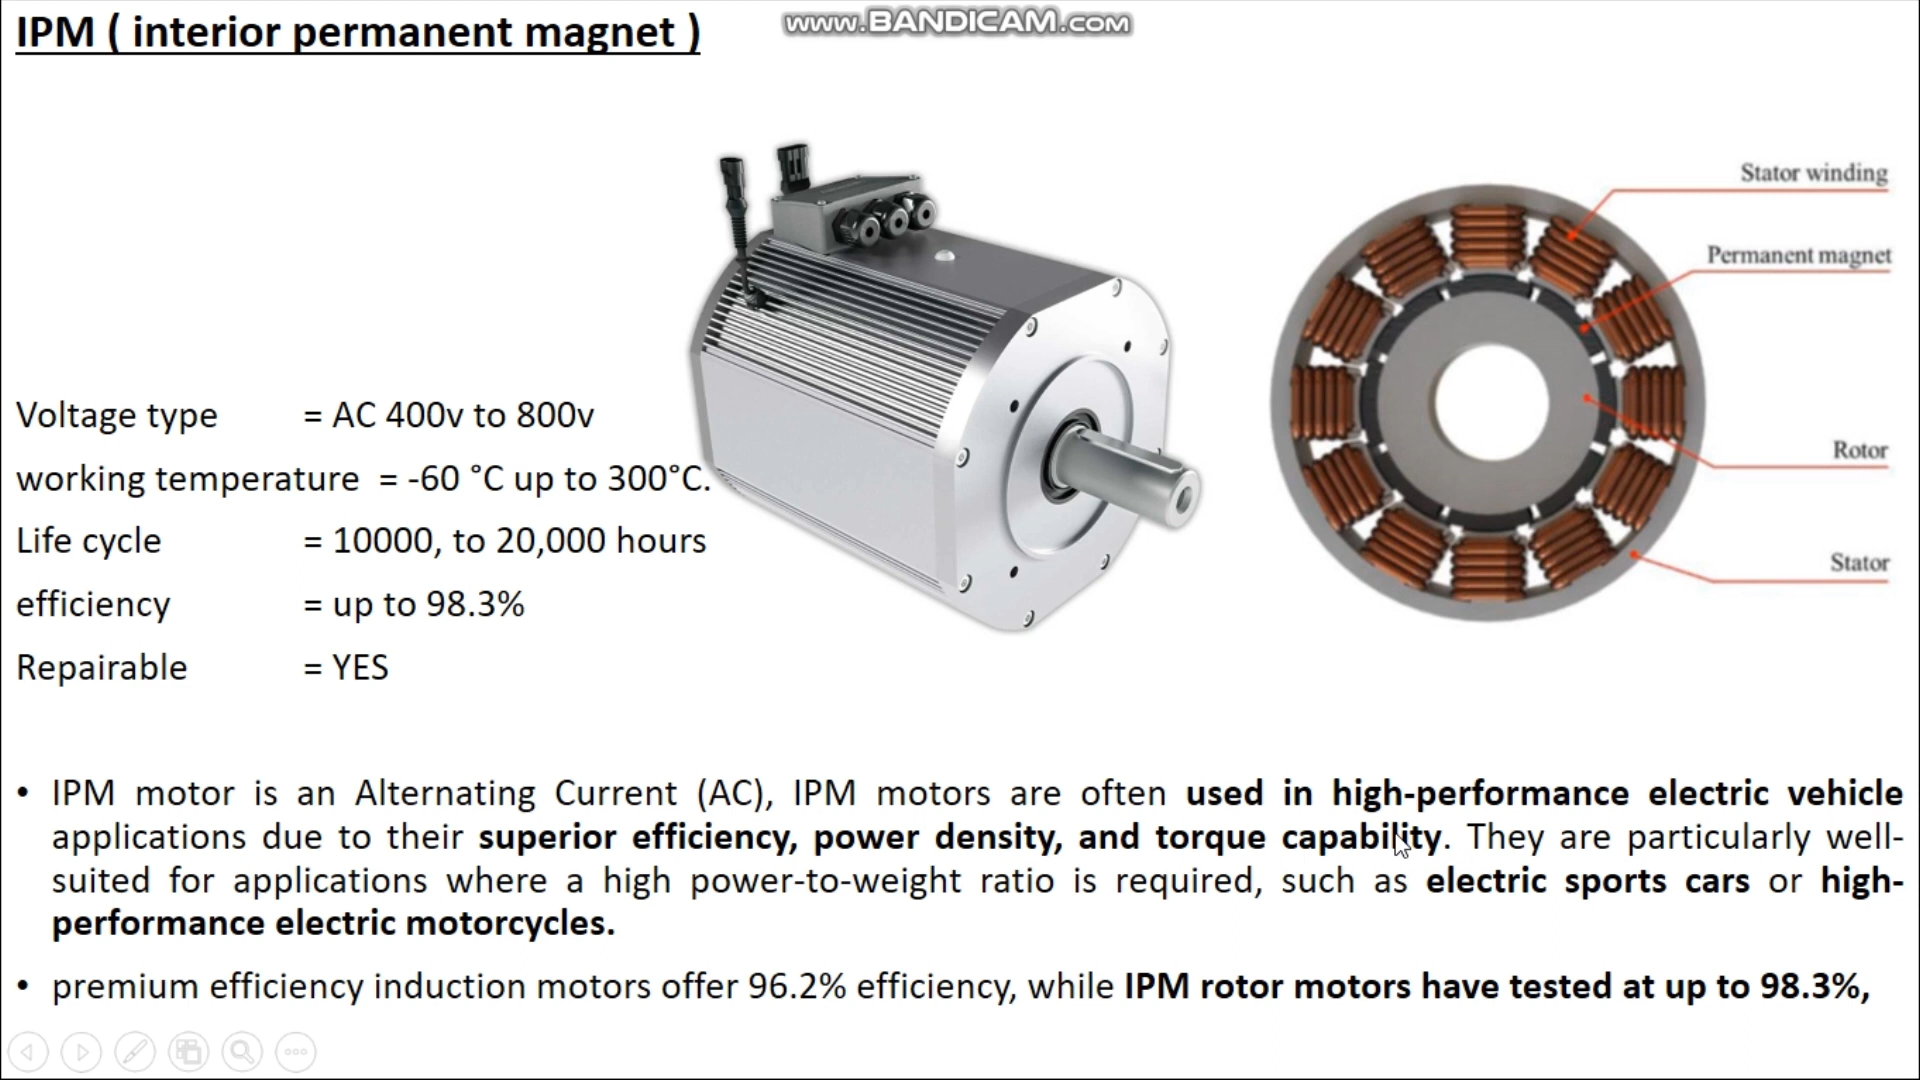 IPM ( interior permanent magnet )
www.BANDICAM.com
Stator winding
Permanent magnet
Rotor
Stator
Voltage type = AC 400v to 800v
working temperature = -60 °C up to 300°C.
Life cycle = 10000, to 20,000 hours
efficiency = up to 98.3%
Repairable = YES
• IPM motor is an Alternating Current (AC), IPM motors are often used in high-performance electric vehicle
applications due to their superior efficiency, power density, and torque capability. They are particularly well-
suited for applications where a high power-to-weight ratio is required, such as electric sports cars or high-
performance electric motorcycles.
• premium efficiency induction motors offer 96.2% efficiency, while IPM rotor motors have tested at up to 98.3%,